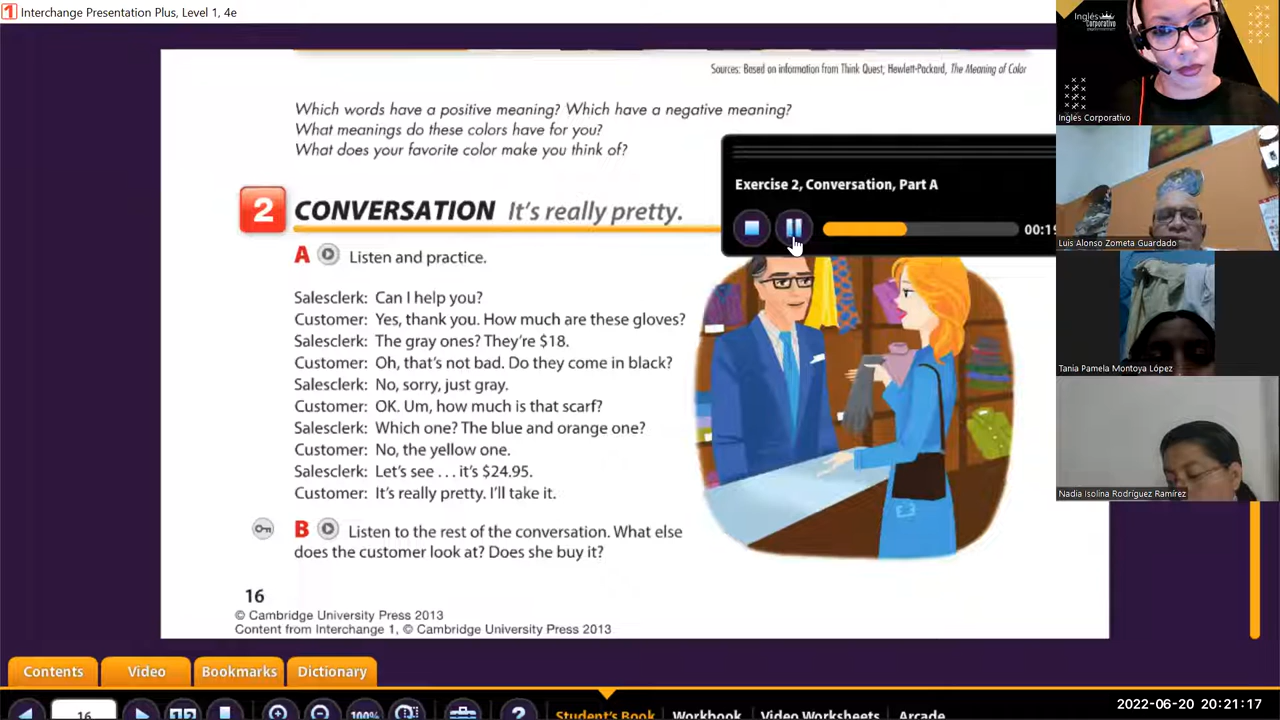 Interchange Presentation Plus, Level 1, 4e
Sources: Based on information from Think Quest; Hewlett-Packard, The Meaning of Color
Which words have a positive meaning? Which have a negative meaning?
What meanings do these colors have for you?
What does your favorite color make you think of?
Exercise 2, Conversation, Part A
00:19
2 CONVERSATION It's really pretty.
A Listen and practice.
Salesclerk: Can I help you?
Customer: Yes, thank you. How much are these gloves?
Salesclerk: The gray ones? They're $18.
Customer: Oh, that's not bad. Do they come in black?
Salesclerk: No, sorry, just gray.
Customer: OK. Um, how much is that scarf?
Salesclerk: Which one? The blue and orange one?
Customer: No, the yellow one.
Salesclerk: Let's see . . . it's $24.95.
Customer: It's really pretty. I'll take it.
B Listen to the rest of the conversation. What else
does the customer look at? Does she buy it?
16
© Cambridge University Press 2013
Content from Interchange 1, © Cambridge University Press 2013
Inglés
Corporativo
Inglés Corporativo
Luis Alonso Zometa Guardado
Tania Pamela Montoya López
Nadia Isolina Rodríguez Ramírez
Contents Video Bookmarks Dictionary
16 100% ? Student's Book Workbook Video Worksheets Arcade
2022-06-20 20:21:17